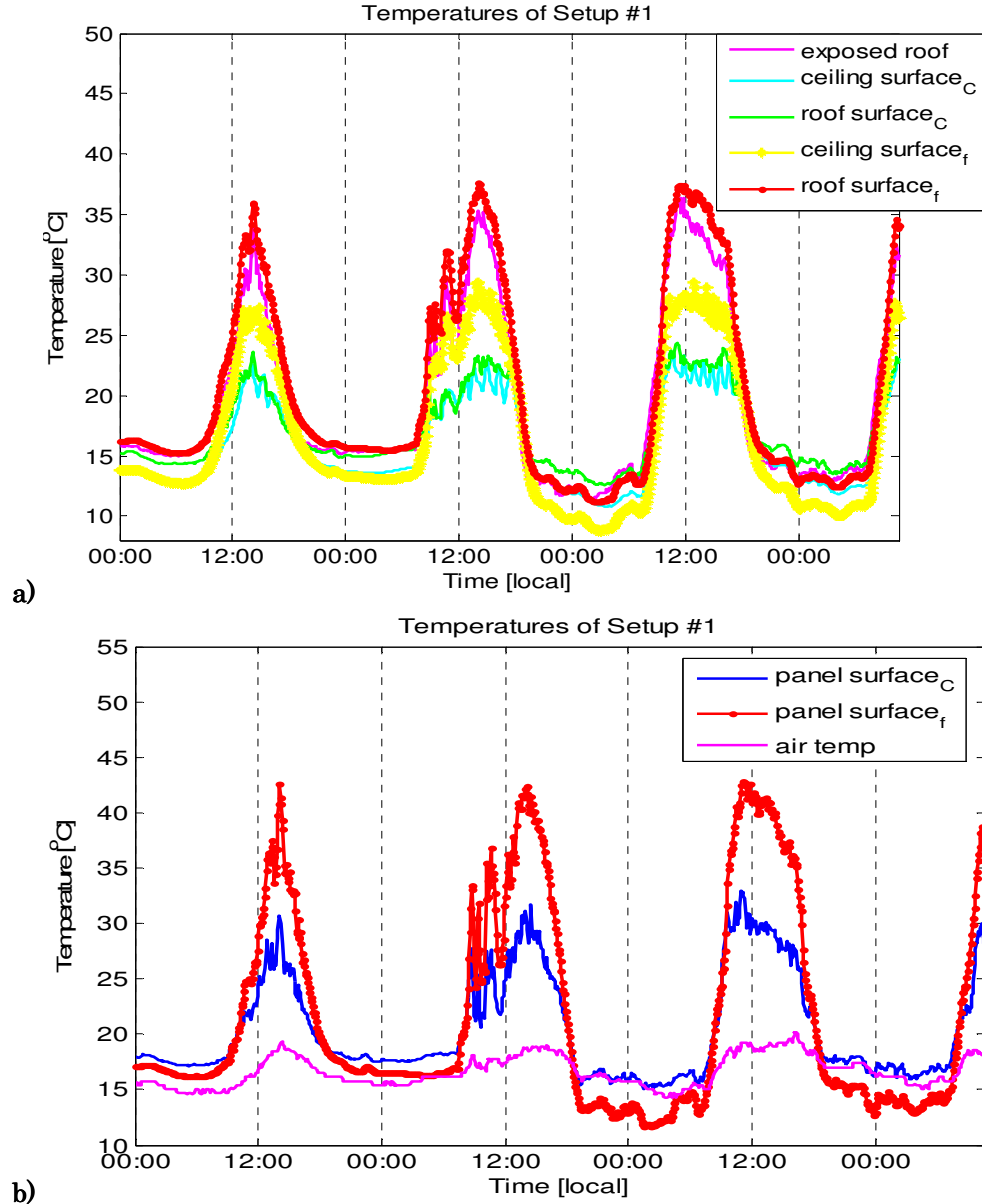 Temperatures of Setup #1
50
45
40
35
30
25
20
15
10
Temperature [°C]
exposed roof
ceiling surface_C
roof surface_C
ceiling surface_f
roof surface_f
00:00 12:00 00:00 12:00 00:00 12:00 00:00
Time [local]
a)
Temperatures of Setup #1
55
50
45
40
35
30
25
20
15
10
Temperature [°C]
panel surface_C
panel surface_f
air temp
00:00 12:00 00:00 12:00 00:00 12:00 00:00
Time [local]
b)